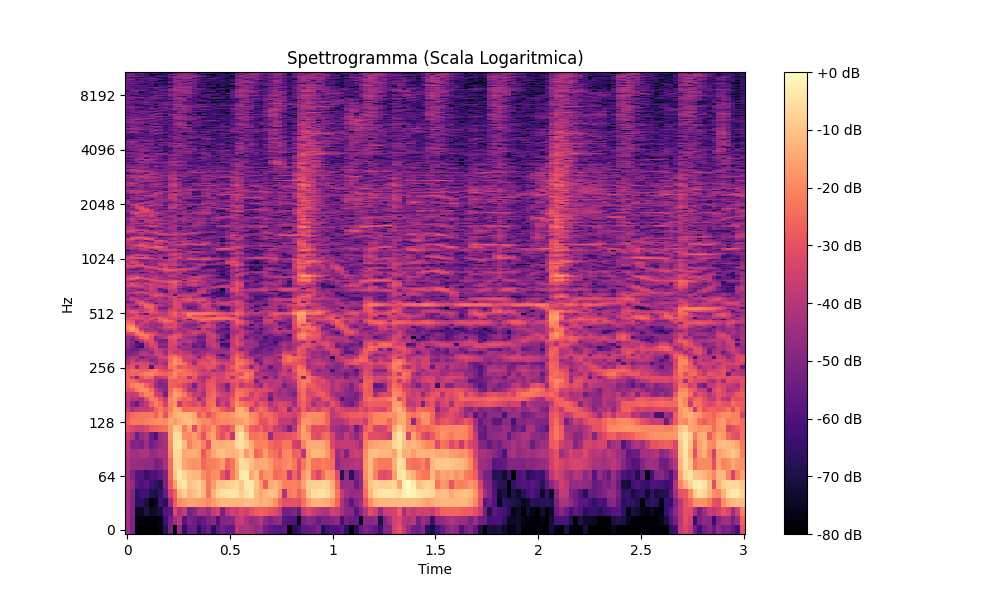 Spettrogramma (Scala Logaritmica)
Hz
8192
4096
2048
1024
512
256
128
64
0
0 0.5 1 1.5 2 2.5 3
Time
+0 dB
-10 dB
-20 dB
-30 dB
-40 dB
-50 dB
-60 dB
-70 dB
-80 dB